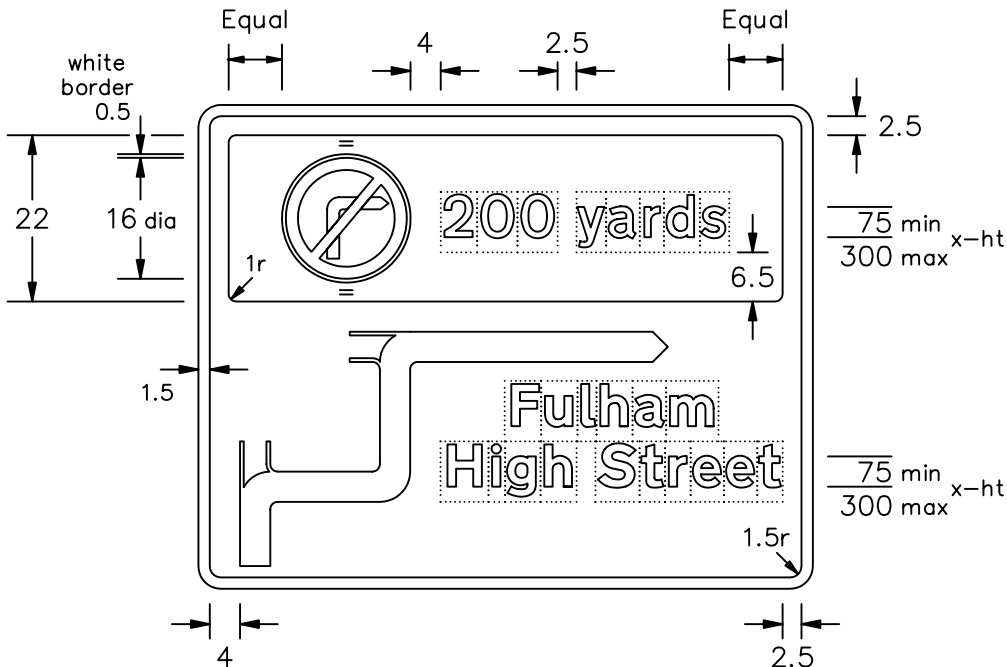 Equal
4
2.5
Equal
white
border
0.5
2.5
22
16 dia
200 yards
75 min
300 max
x-ht
1r
6.5
1.5
Fulham
High Street
75 min
300 max
x-ht
1.5r
4
2.5